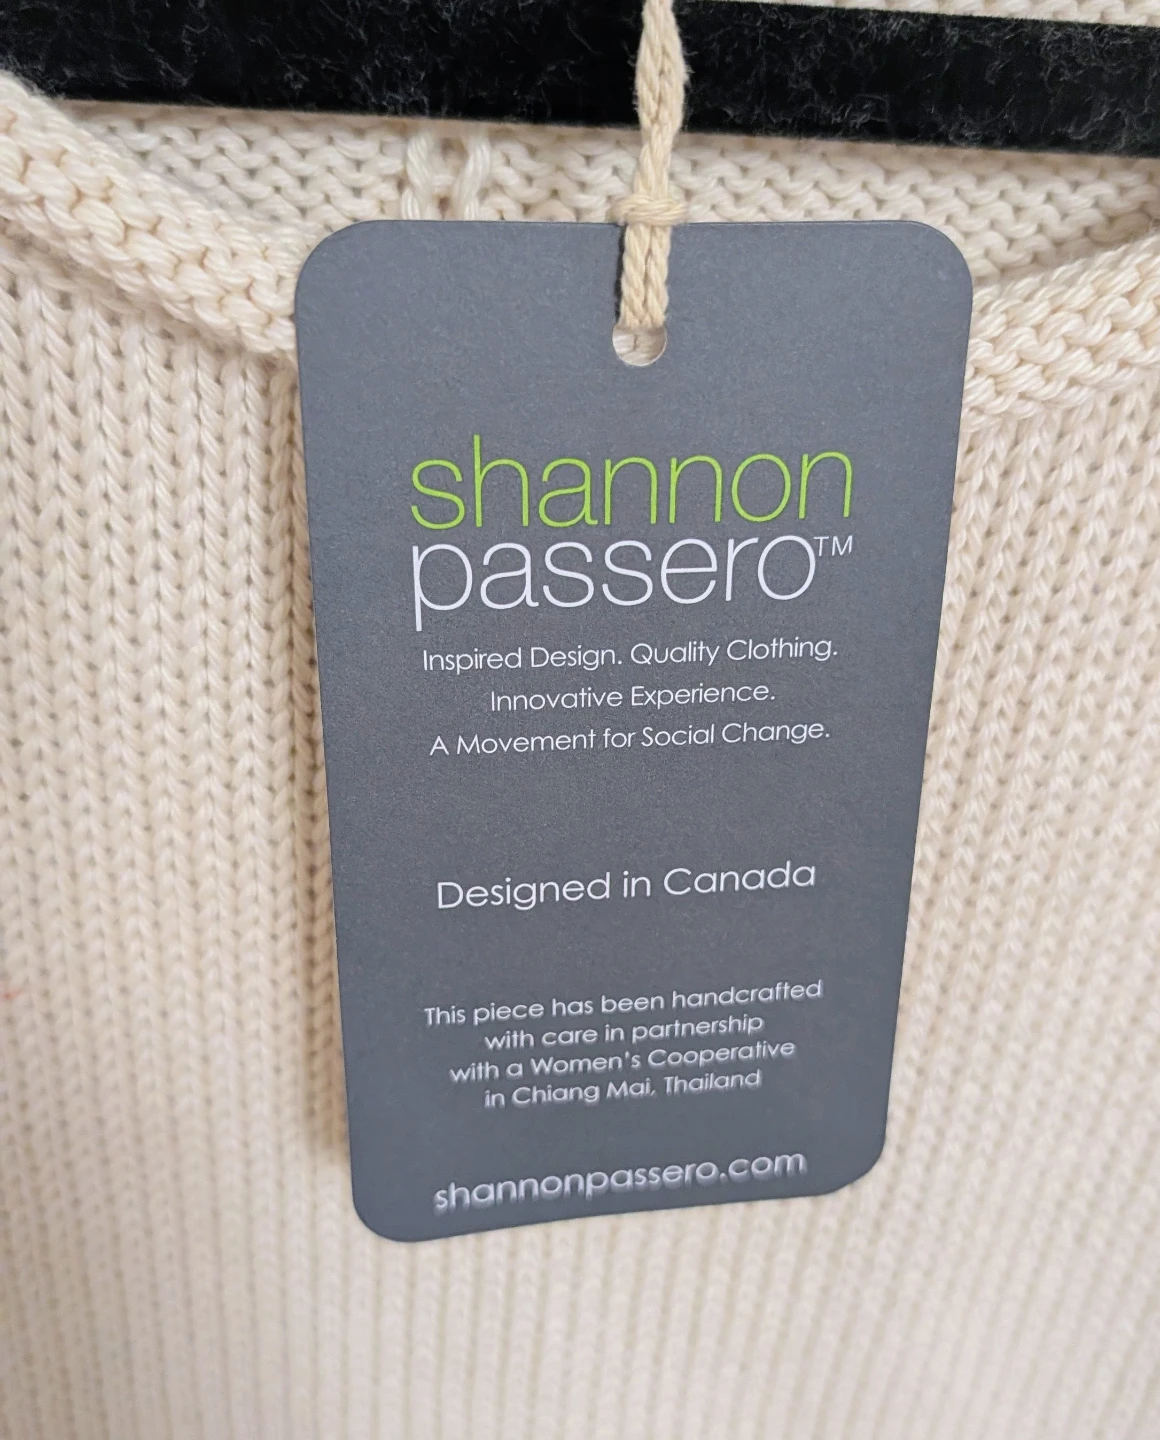 shannon
passero™
Inspired Design. Quality Clothing.
Innovative Experience.
A Movement for Social Change.
Designed in Canada
This piece has been handcrafted
with care in partnership
with a Women's Cooperative
in Chiang Mai, Thailand
shannonpassero.com